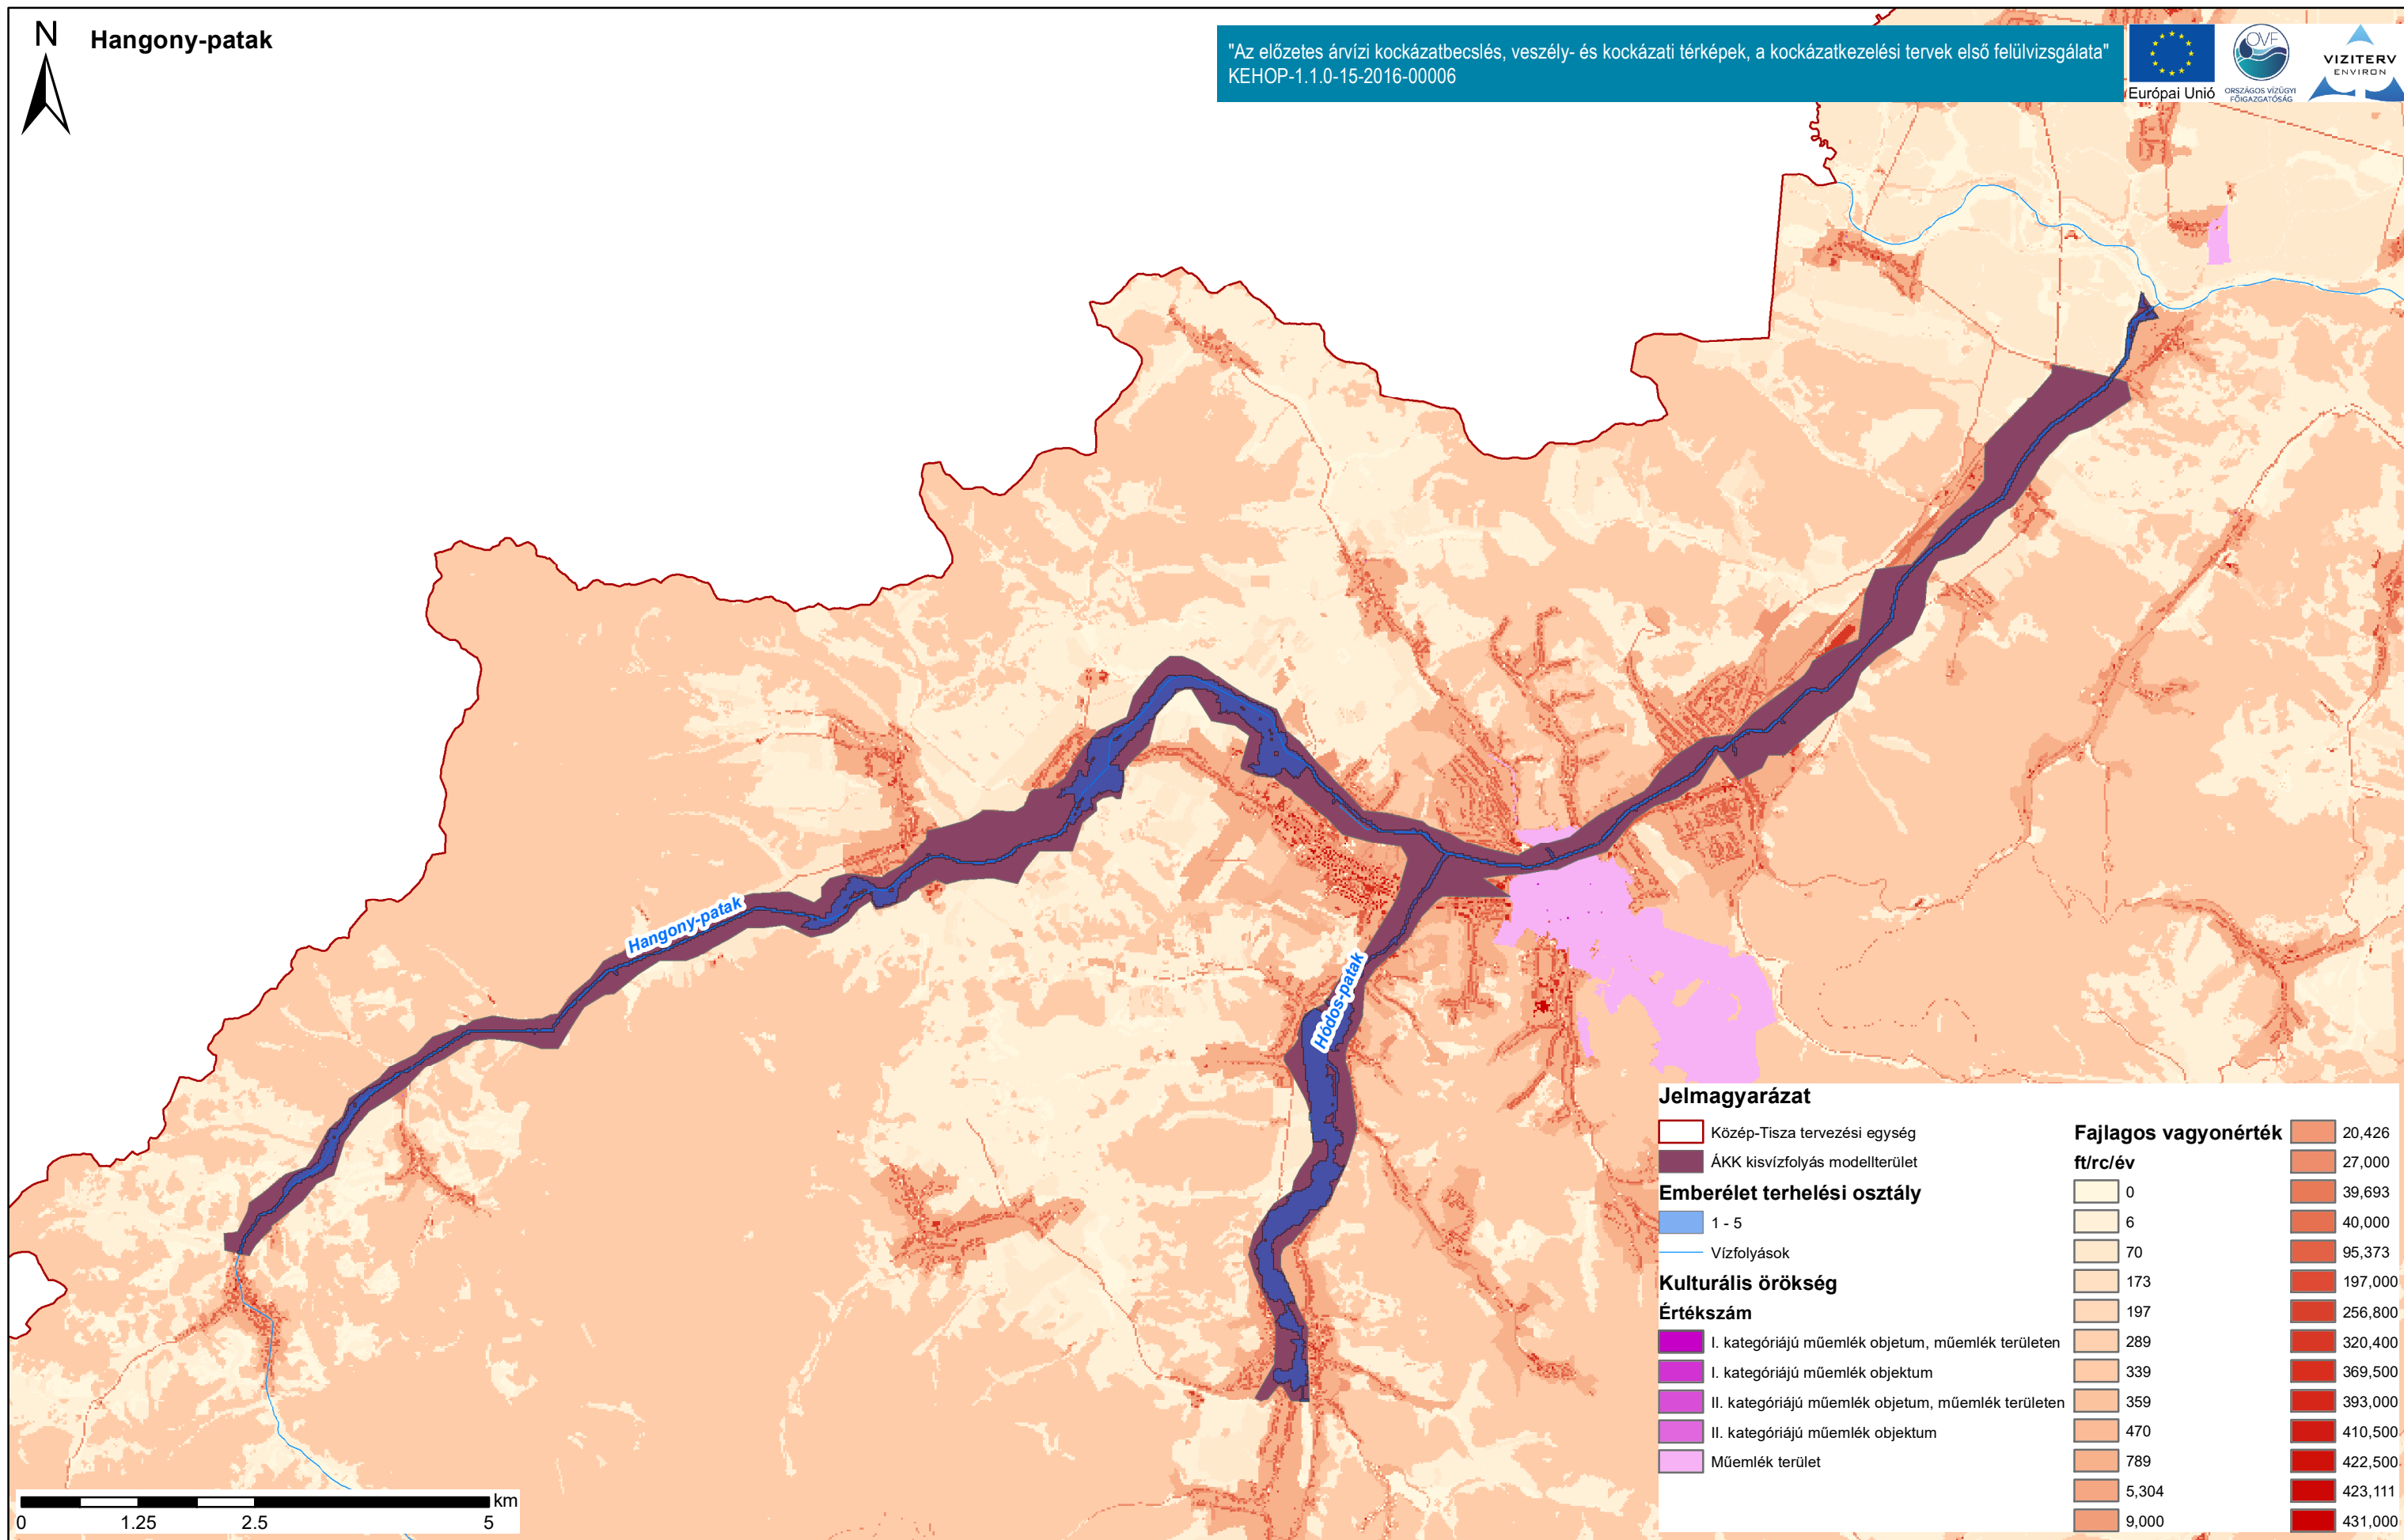 N
Hangony-patak
"Az előzetes árvízi kockázatbecslés, veszély- és kockázati térképek, a kockázatkezelési tervek első felülvizsgálata"
KEHOP-1.1.0-15-2016-00006
Európai Unió
OVF
ORSZÁGOS VÍZÜGYI
FŐIGAZGATÓSÁG
VIZITERV
ENVIRON
Hangony-patak
Hódos-patak
Jelmagyarázat
Közép-Tisza tervezési egység
ÁKK kisvízfolyás modellterület
Emberélet terhelési osztály
1 - 5
Vízfolyások
Kulturális örökség
Értékszám
I. kategóriájú műemlék objetum, műemlék területen
I. kategóriájú műemlék objektum
II. kategóriájú műemlék objetum, műemlék területen
II. kategóriájú műemlék objektum
Műemlék terület
Fajlagos vagyonérték
ft/rc/év
0
6
70
173
197
289
339
359
470
789
5,304
9,000
20,426
27,000
39,693
40,000
95,373
197,000
256,800
320,400
369,500
393,000
410,500
422,500
423,111
431,000
km
0 1.25 2.5 5